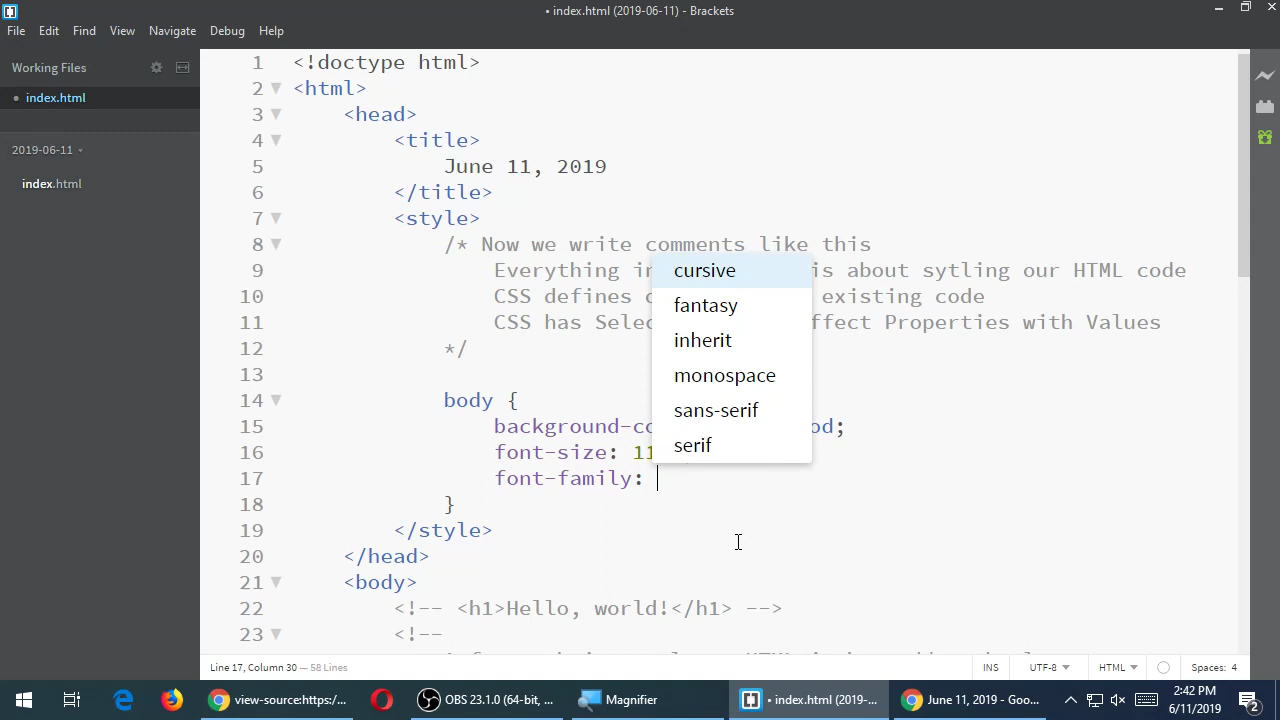 • index.html (2019-06-11) - Brackets
File Edit Find View Navigate Debug Help
Working Files
• index.html
2019-06-11
index.html
1 <!doctype html>
2 <html>
3 <head>
4 <title>
5 June 11, 2019
6 </title>
7 <style>
8 /* Now we write comments like this
9 Everything in is about sytling our HTML code
10 CSS defines existing code
11 CSS has Sele ffect Properties with Values
12 */
13
14 body {
15 background-co od;
16 font-size: 11
17 font-family:
18 }
19 </style>
20 </head>
21 <body>
22 <!-- <h1>Hello, world!</h1> -->
23 <!--
cursive
fantasy
inherit
monospace
sans-serif
serif
Line 17, Column 30 — 58 Lines
INS UTF-8 HTML Spaces: 4
view-source:https:/... OBS 23.1.0 (64-bit, ... Magnifier • index.html (2019-... June 11, 2019 - Goo...
2:42 PM
6/11/2019
2